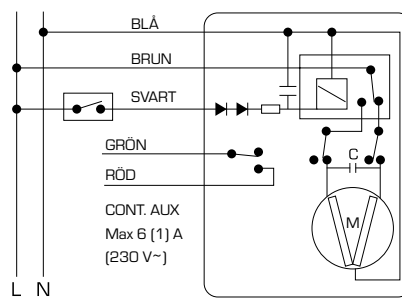 BLÅ
BRUN
SVART
GRÖN
RÖD
CONT. AUX
Max 6 (1) A
(230 V~)
C
M
L N